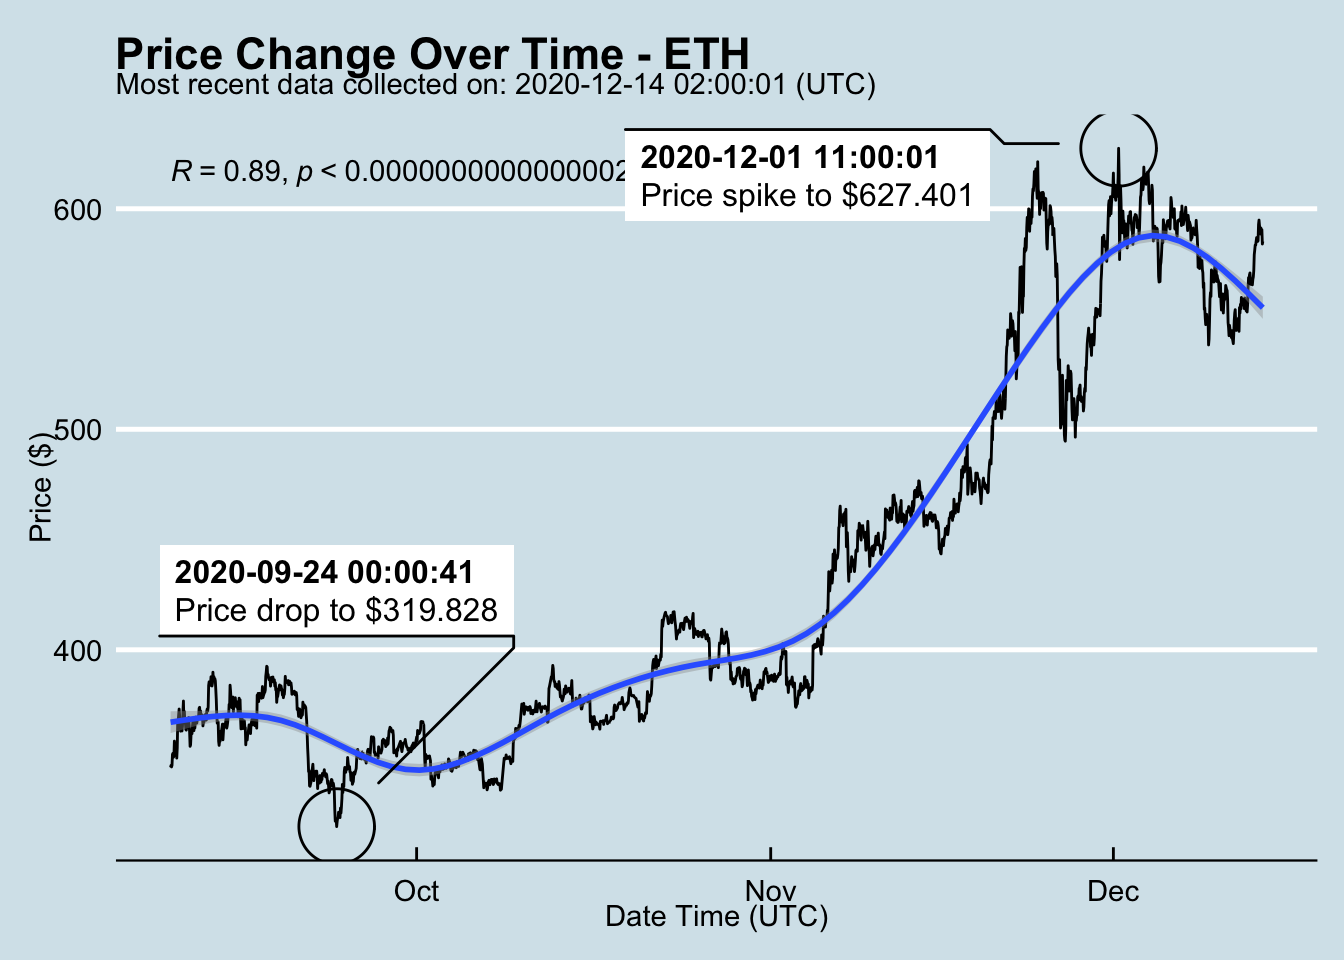 Price Change Over Time - ETH
Most recent data collected on: 2020-12-14 02:00:01 (UTC)
R = 0.89, p < 0.0000000000000002
2020-12-01 11:00:01
Price spike to $627.401
600
500
Price ($)
2020-09-24 00:00:41
Price drop to $319.828
400
Oct
Nov
Dec
Date Time (UTC)